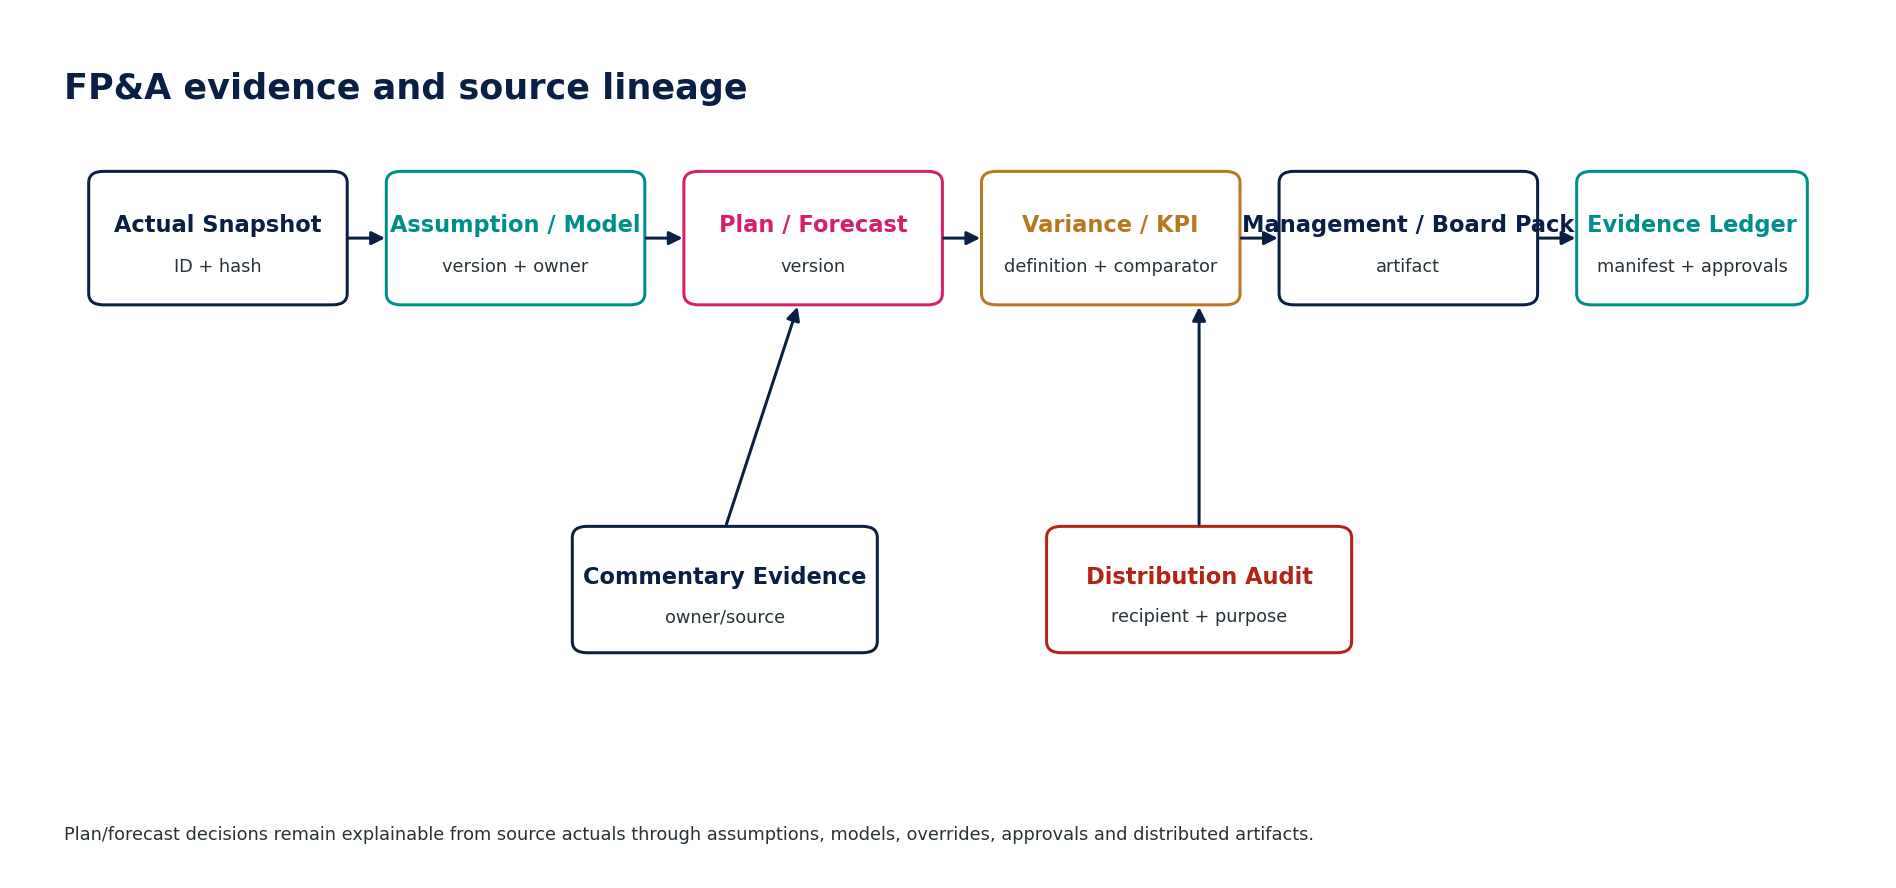 FP&A evidence and source lineage
Actual Snapshot
ID + hash
Assumption / Model
version + owner
Plan / Forecast
version
Variance / KPI
definition + comparator
Management / Board Pack
artifact
Evidence Ledger
manifest + approvals
Commentary Evidence
owner/source
Distribution Audit
recipient + purpose
Plan/forecast decisions remain explainable from source actuals through assumptions, models, overrides, approvals and distributed artifacts.